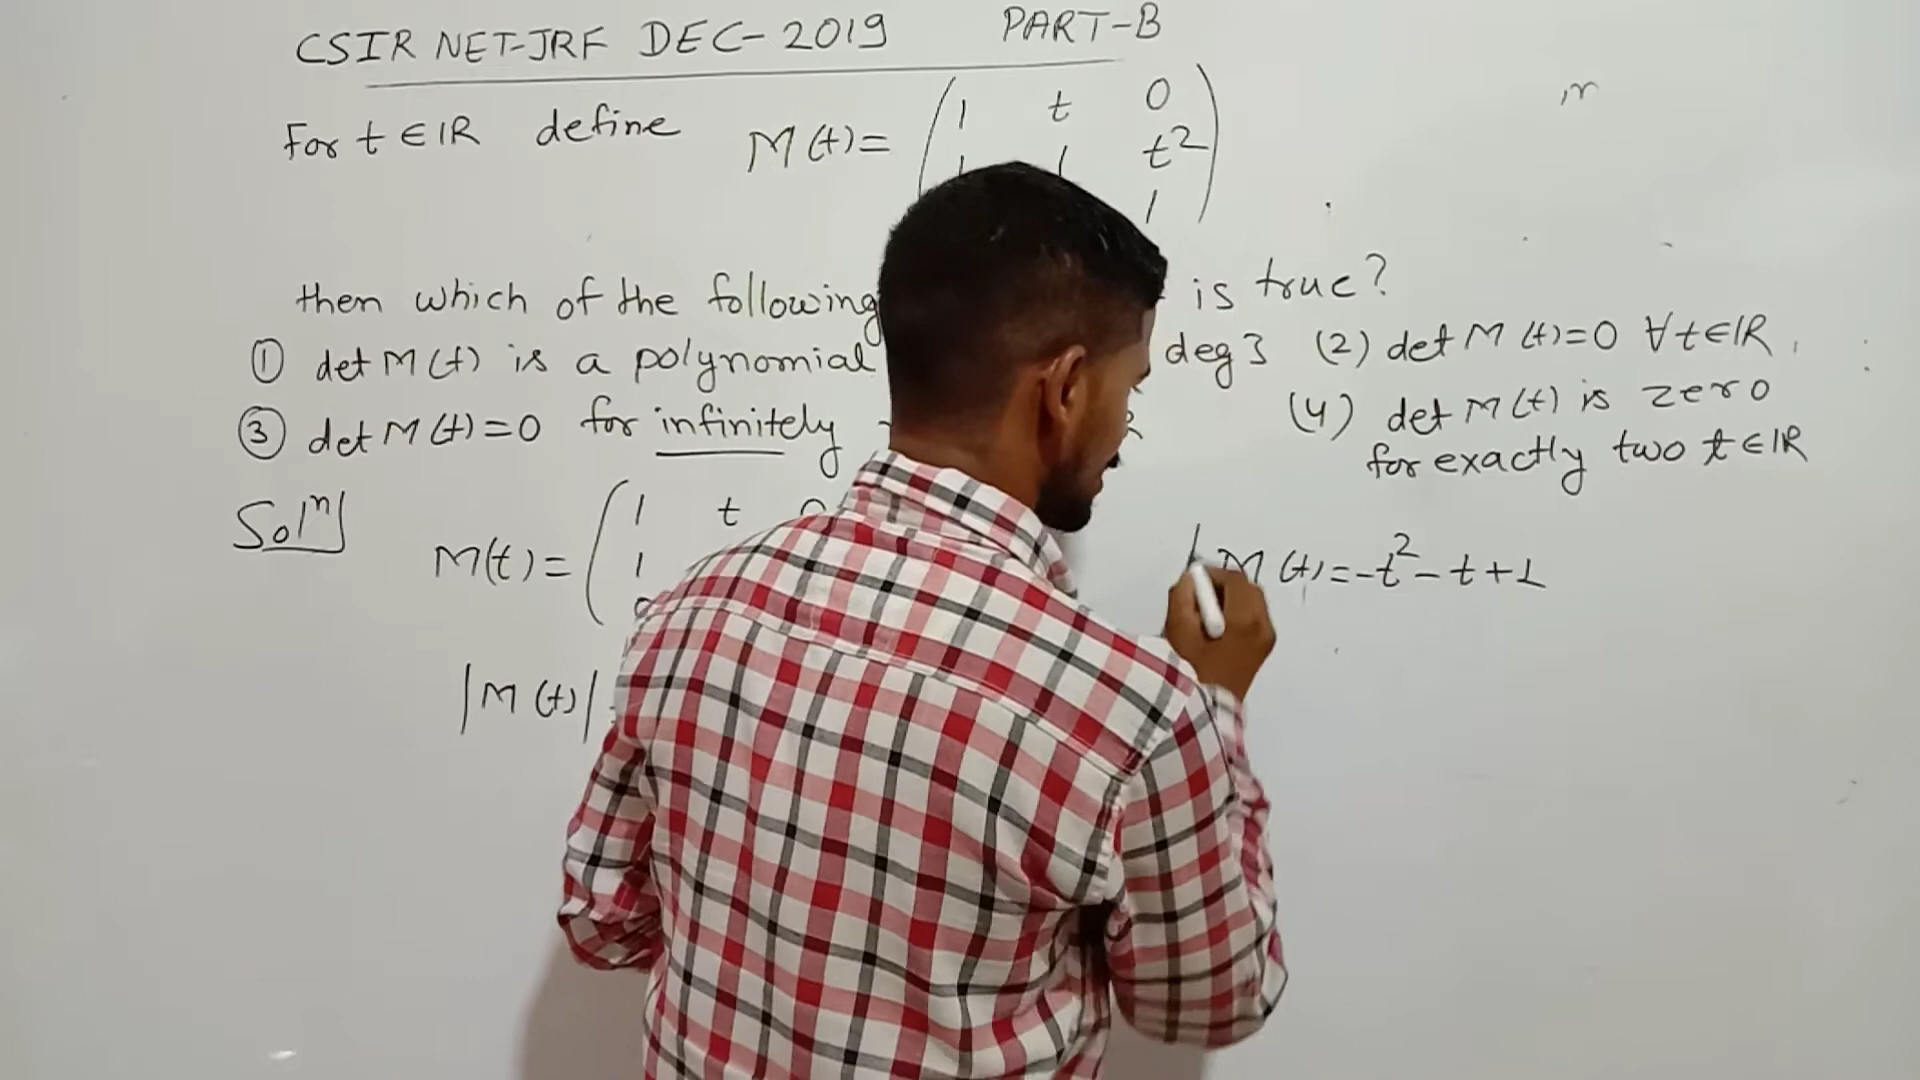 CSIR NET-JRF DEC-2019 PART-B
For t ∈ IR define M(t) = ( 1 t 0
1 1 t²
1 )
then which of the following is true?
① det M(t) is a polynomial deg 3 (2) det M(t)=0 ∀ t∈IR.
③ det M(t)=0 for infinitely (4) det M(t) is zero
for exactly two t∈IR
Solⁿ
M(t) = ( 1 t 0
1
0
|M(t)=-t²-t+1
|M(t)|=